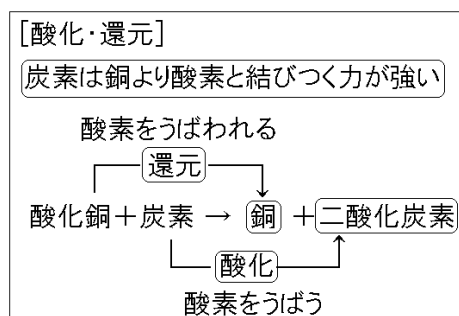 [酸化・還元]
炭素は銅より酸素と結びつく力が強い
酸素をうばわれる
還元
酸化銅＋炭素 → 銅 ＋二酸化炭素
酸化
酸素をうばう